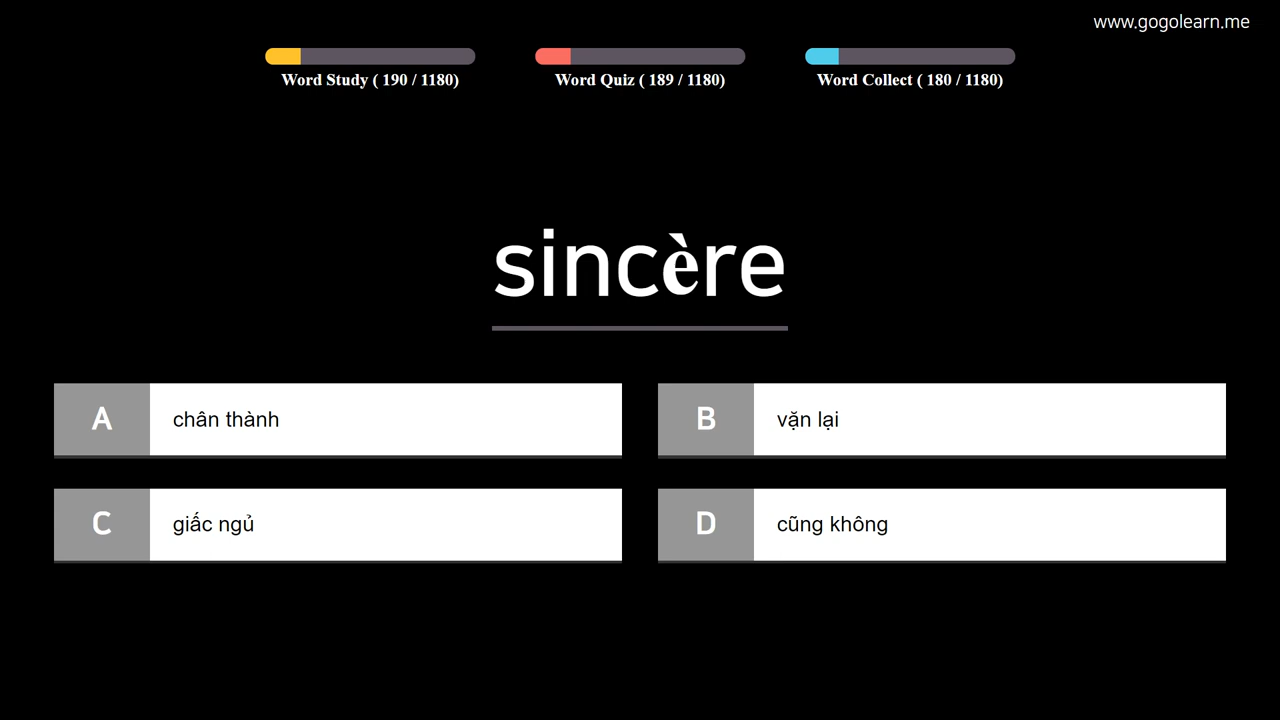 www.gogolearn.me
Word Study ( 190 / 1180)
Word Quiz ( 189 / 1180)
Word Collect ( 180 / 1180)
sincère
A chân thành
B vặn lại
C giấc ngủ
D cũng không